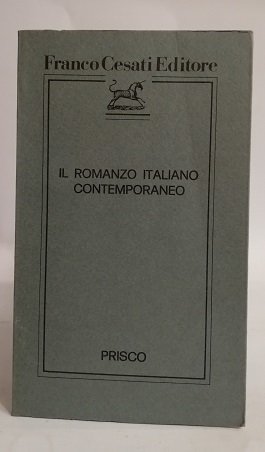 Franco Cesati Editore
IL ROMANZO ITALIANO
CONTEMPORANEO
PRISCO